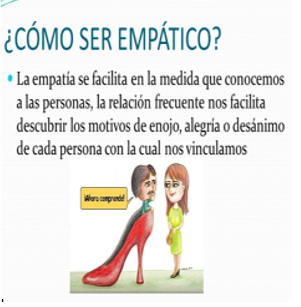 ¿CÓMO SER EMPÁTICO?
• La empatía se facilita en la medida que conocemos
a las personas, la relación frecuente nos facilita
descubrir los motivos de enojo, alegría o desánimo
de cada persona con la cual nos vinculamos
Ahora comprendo!